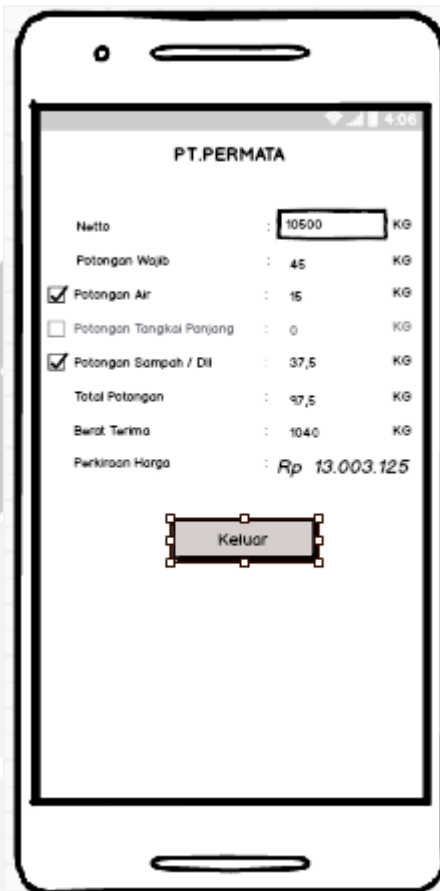 4:06
PT.PERMATA
Netto : 10500 KG
Potongan Wajib : 45 KG
Potongan Air : 15 KG
Potongan Tangkai Panjang : 0 KG
Potongan Sampah / Dll : 37,5 KG
Total Potongan : 97,5 KG
Berat Terima : 1040 KG
Perkiraan Harga : Rp 13.003.125
Keluar